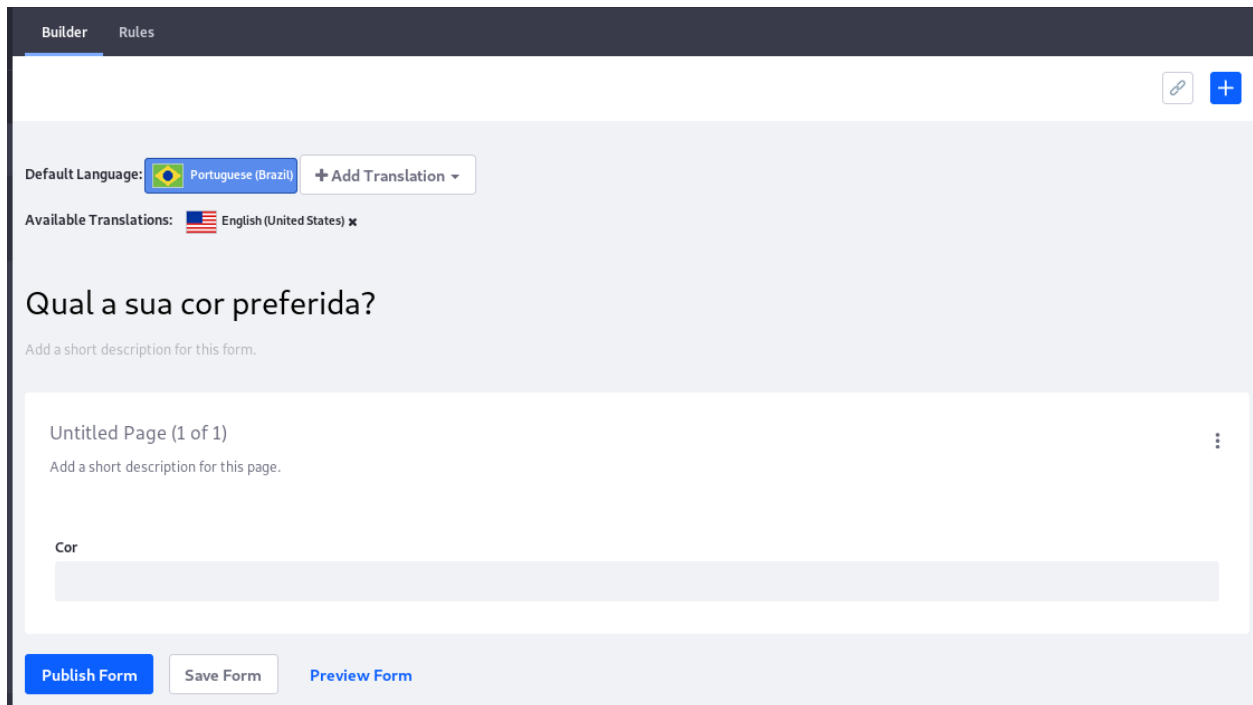 Builder Rules
Default Language: Portuguese (Brazil) + Add Translation
Available Translations: English (United States) ×
Qual a sua cor preferida?
Add a short description for this form.
Untitled Page (1 of 1)
Add a short description for this page.
Cor
Publish Form Save Form Preview Form